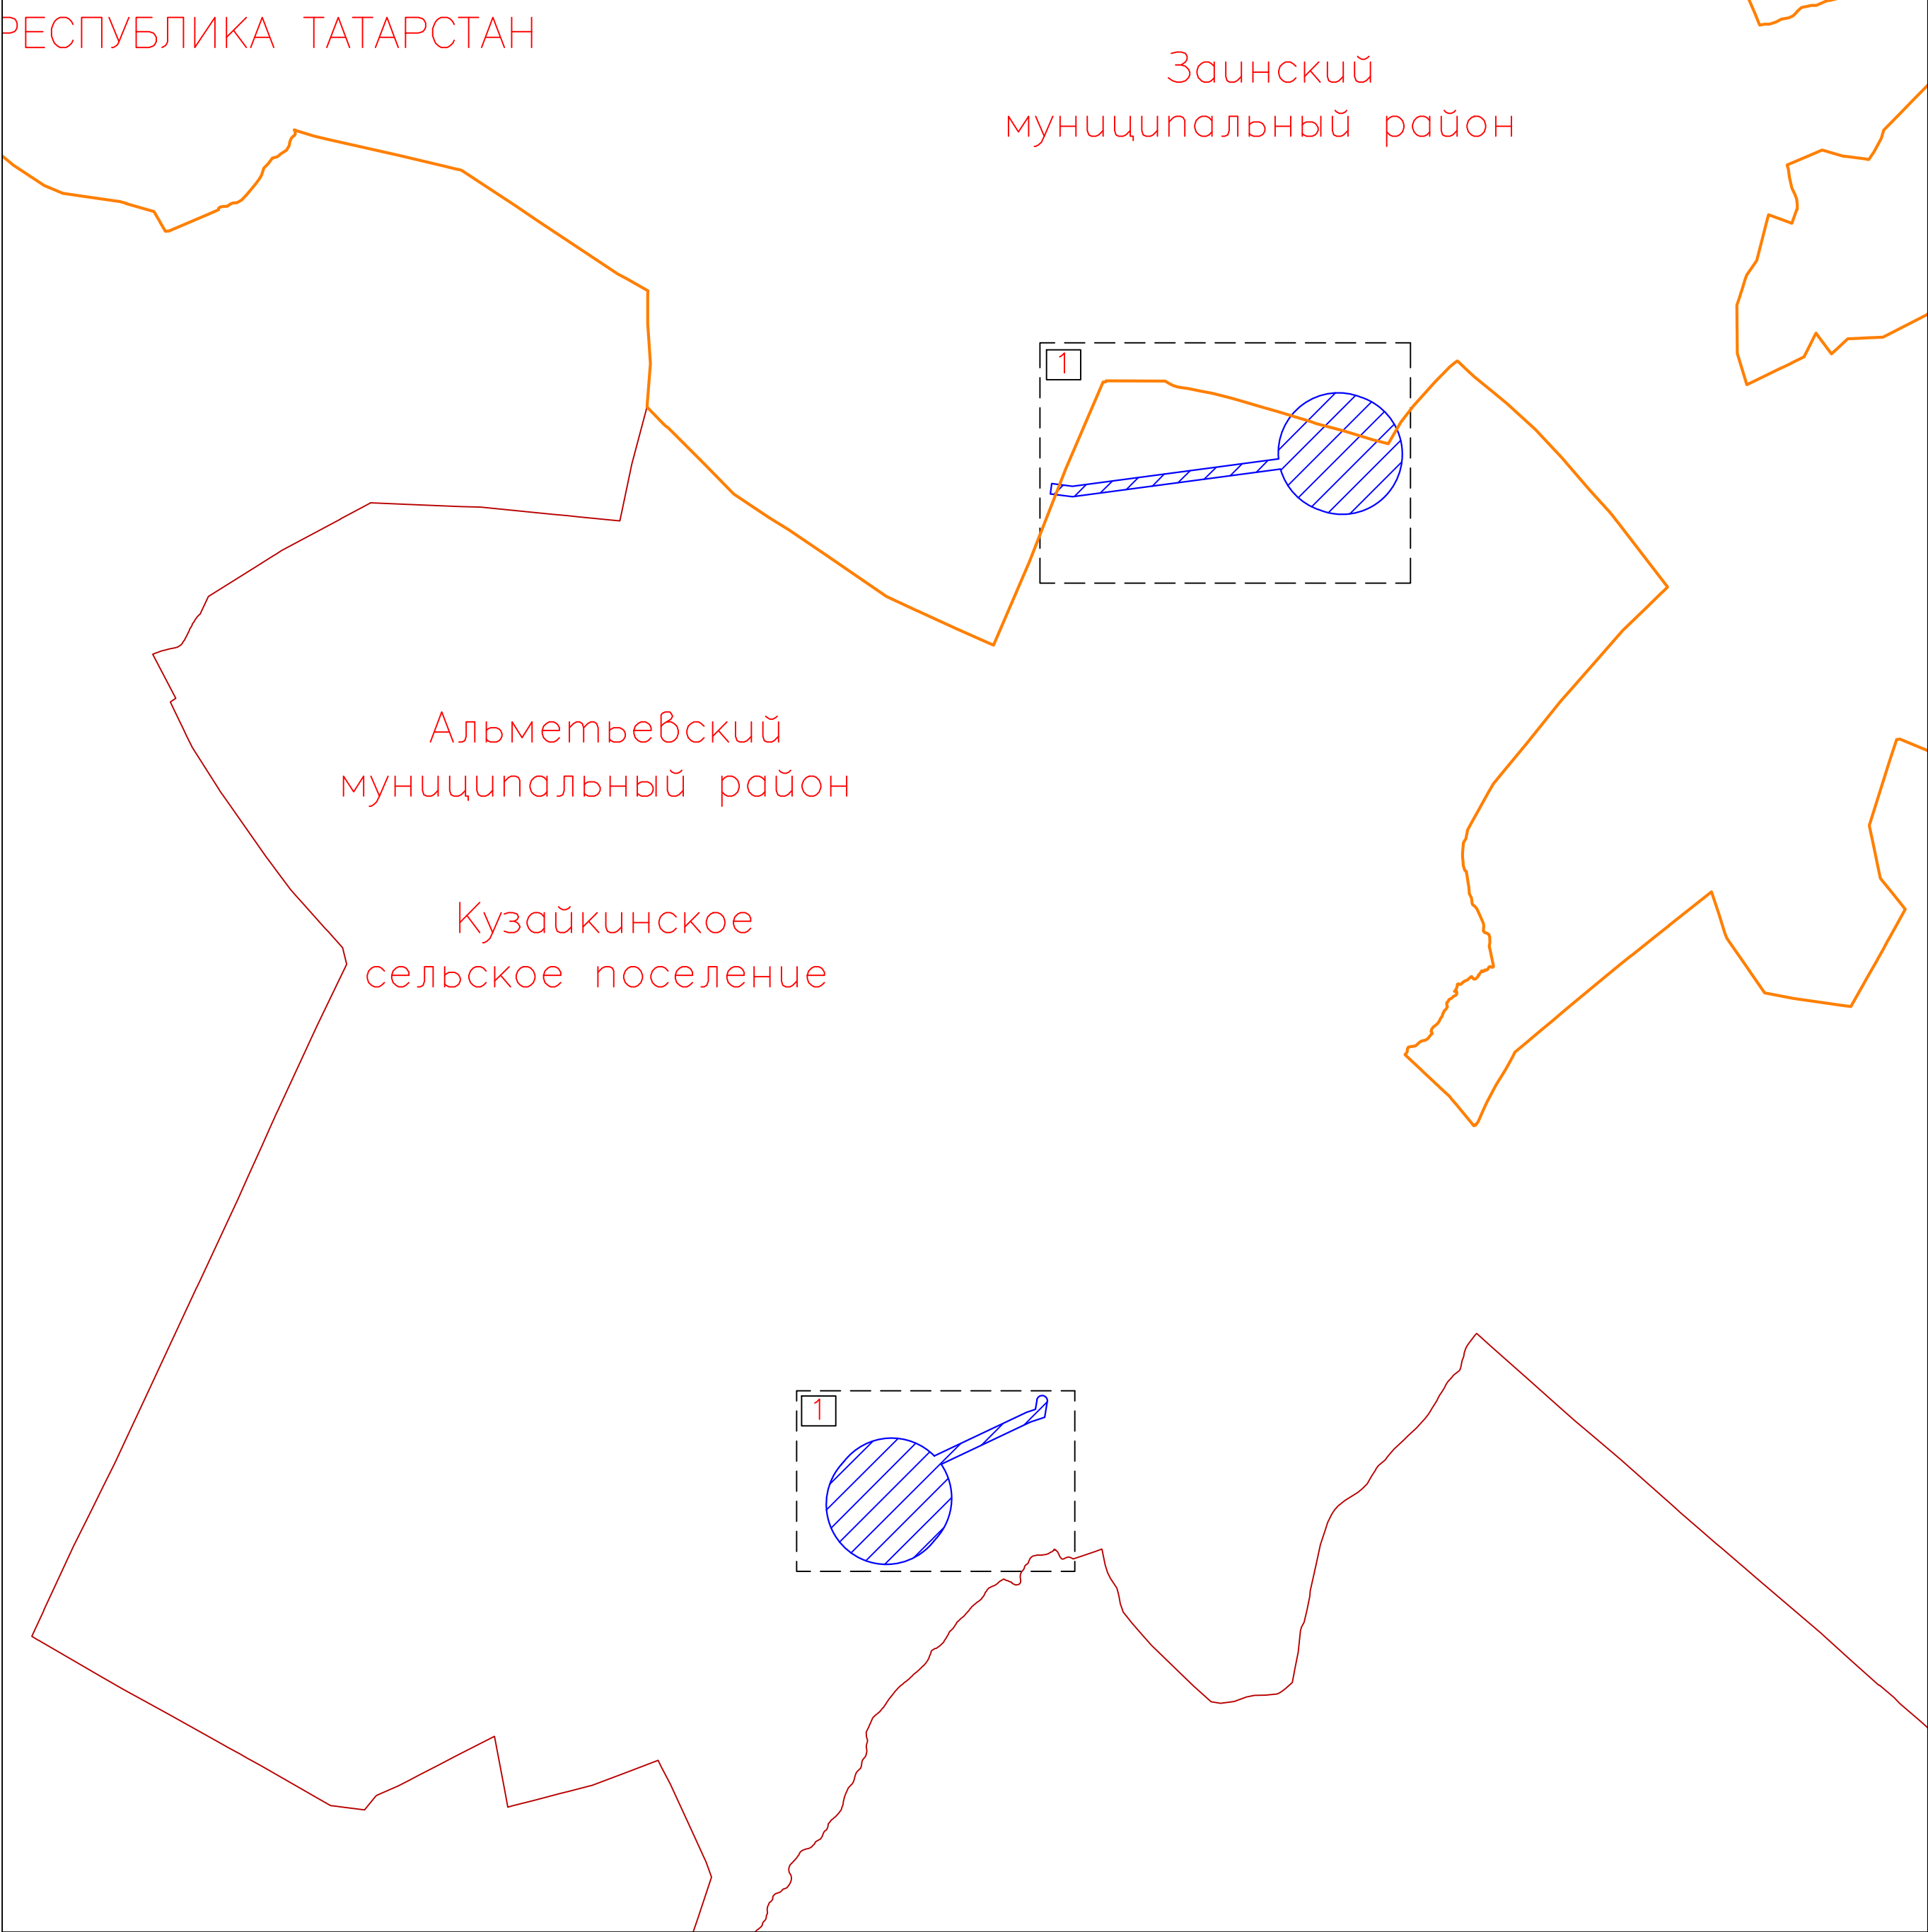 РЕСПУБЛИКА ТАТАРСТАН
Заинский
муниципальный район
1
Альметьевский
муниципальный район
Кузайкинское
сельское поселение
1